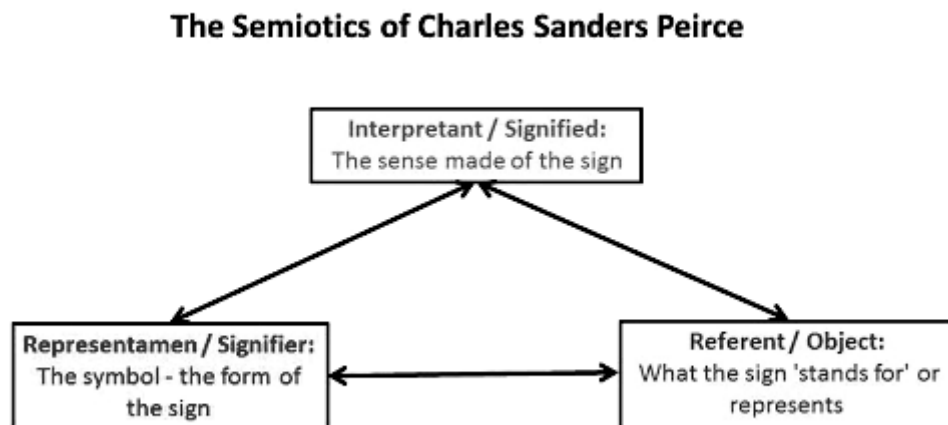 The Semiotics of Charles Sanders Peirce
Interpretant / Signified:
The sense made of the sign
Representamen / Signifier:
The symbol - the form of
the sign
Referent / Object:
What the sign 'stands for' or
represents